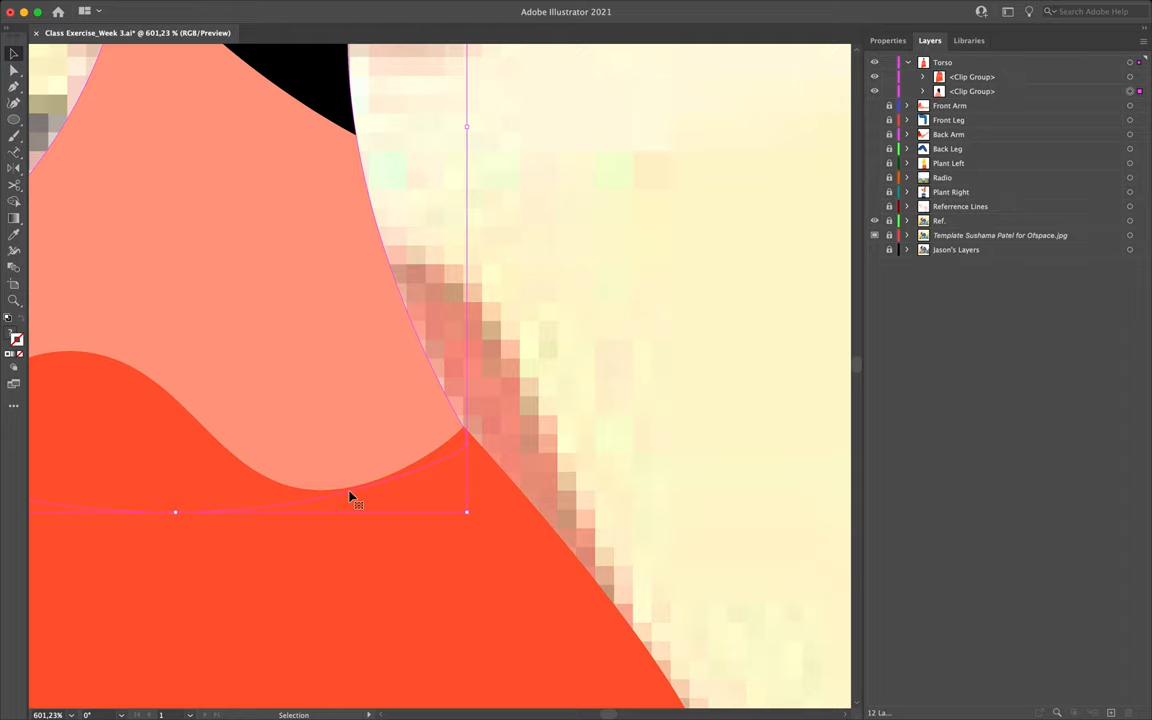 Adobe Illustrator 2021
Search Adobe Help
Class Exercise_Week 3.ai* @ 601,23 % (RGB/Preview)
Properties
Layers
Libraries
Torso
<Clip Group>
<Clip Group>
Front Arm
Front Leg
Back Arm
Back Leg
Plant Left
Radio
Plant Right
Referrence Lines
Ref.
Template Sushama Patel for Ofspace.jpg
Jason's Layers
601,23%
0°
1
Selection
12 La...